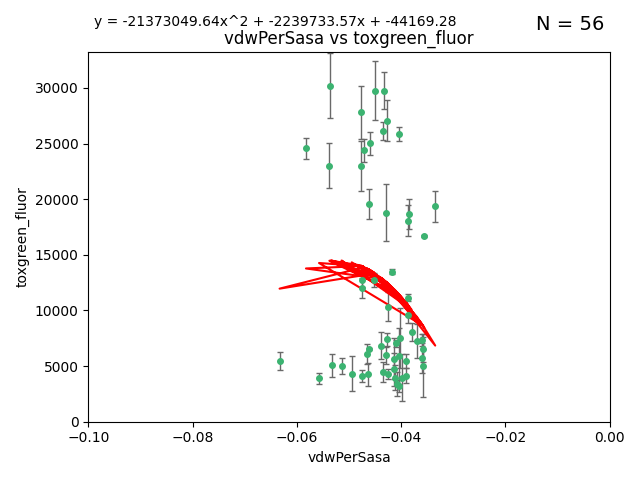 y = -21373049.64x^2 + -2239733.57x + -44169.28
N = 56
vdwPerSasa vs toxgreen_fluor
30000
25000
20000
15000
10000
5000
0
toxgreen_fluor
−0.10
−0.08
−0.06
−0.04
−0.02
0.00
vdwPerSasa